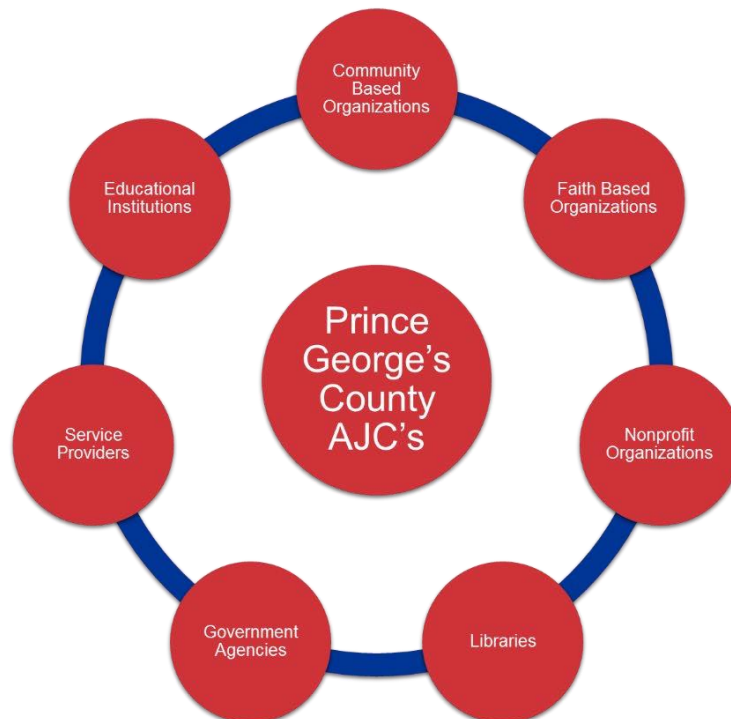 Community
Based
Organizations
Faith Based
Organizations
Nonprofit
Organizations
Libraries
Government
Agencies
Service
Providers
Educational
Institutions
Prince
George’s
County
AJC’s